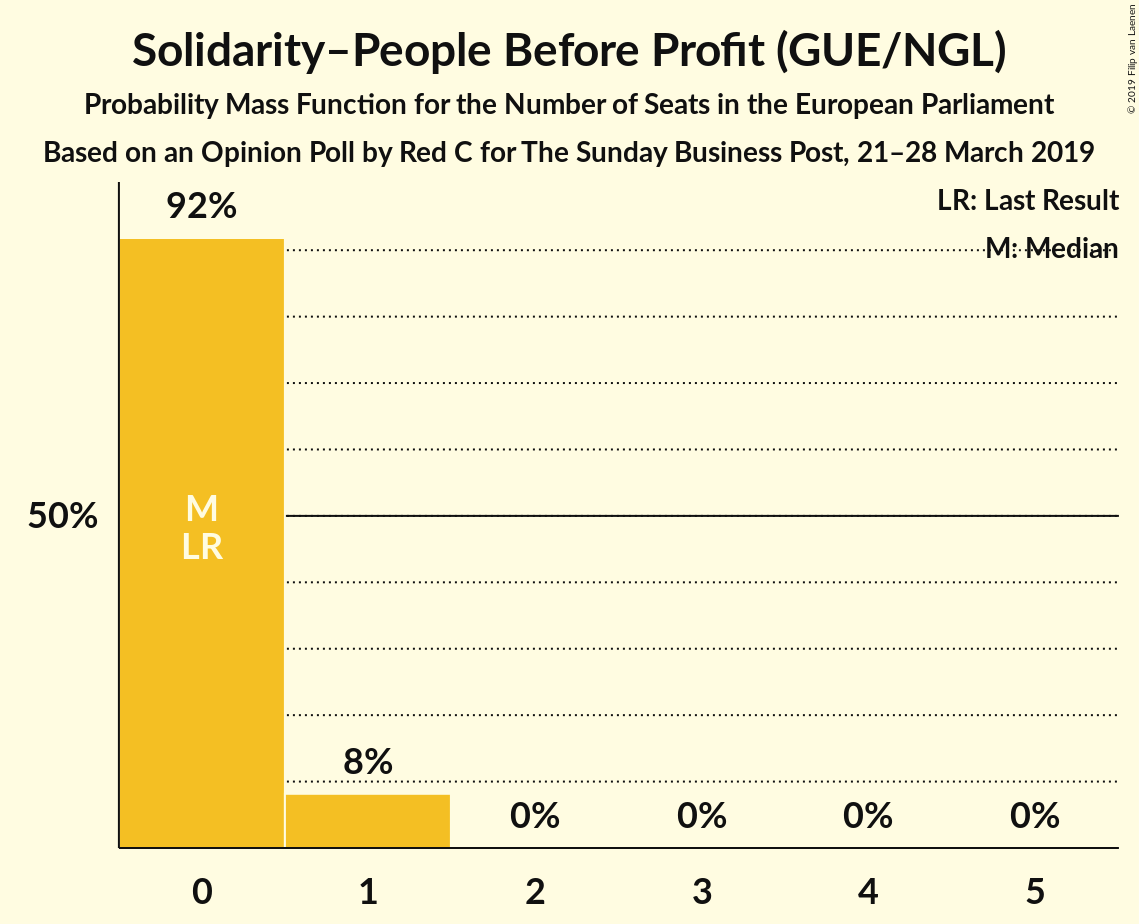 Solidarity–People Before Profit (GUE/NGL)
Probability Mass Function for the Number of Seats in the European Parliament
Based on an Opinion Poll by Red C for The Sunday Business Post, 21–28 March 2019
© 2019 Filip van Laenen
LR: Last Result
M: Median
92%
50%
M
LR
8%
0%
0%
0%
0%
0
1
2
3
4
5